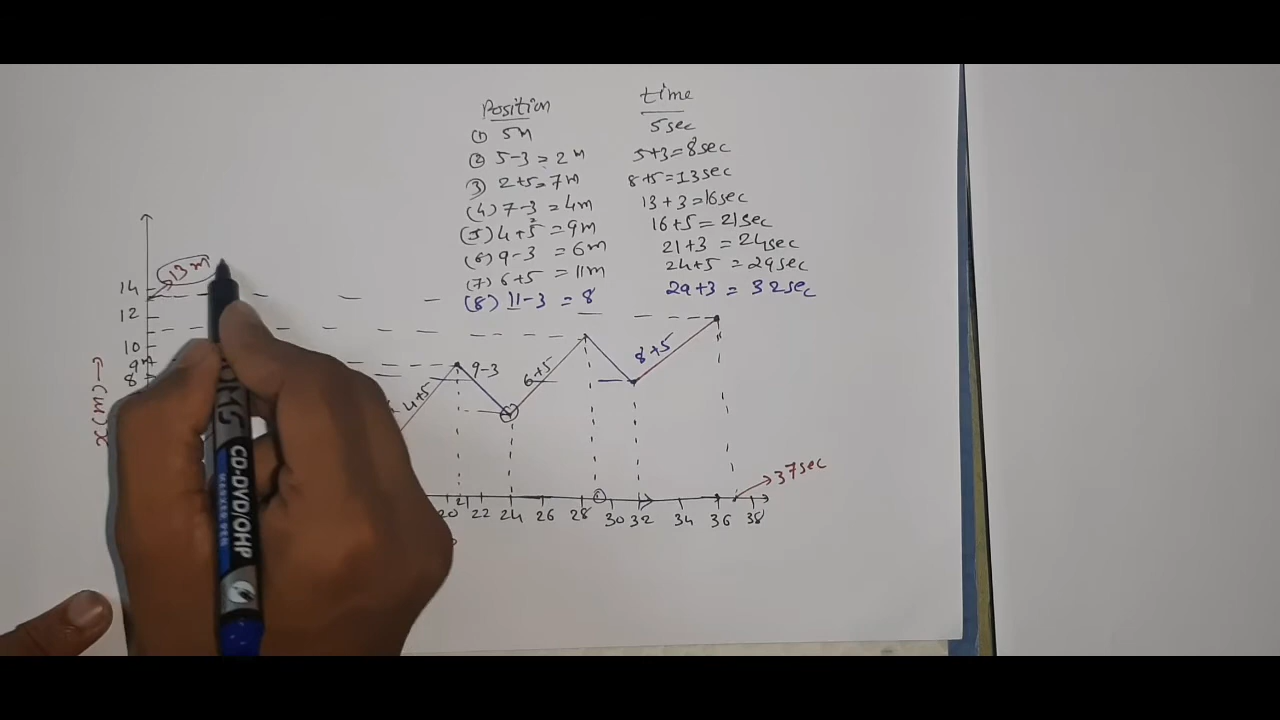 Position time
(1) 5m 5sec
(2) 5-3 = 2m 5+3=8sec
(3) 2+5=7m 8+5=13sec
(4) 7-3 = 4m 13+3=16sec
(5) 4+5 = 9m 16+5=21sec
(6) 9-3 = 6m 21+3=24sec
(7) 6+5 = 11m 24+5 = 29sec
(8) 11-3 = 8 29+3 = 32sec
13m
14
12
10
9m
8
x(m)→
4+5
9-3
6+5
8+5
37sec
20 21 22 24 26 28 30 32 34 36 38
CD-DVD/OHP
MARKER PEN